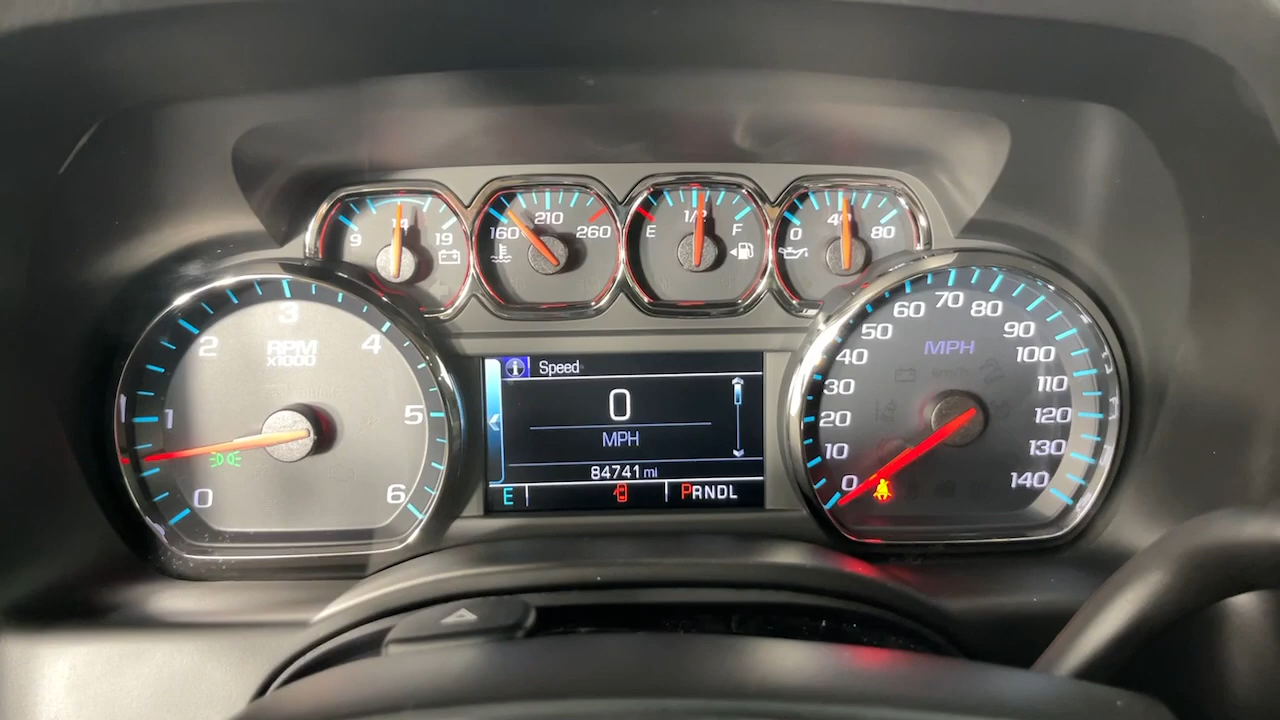 9 14 19
160 210 260
E 1/2 F
0 40 80
0 1 2 3 4 5 6
RPM
x1000
Speed
0
MPH
84741 mi
E
PRNDL
0 10 20 30 40 50 60 70 80 90 100 110 120 130 140
MPH